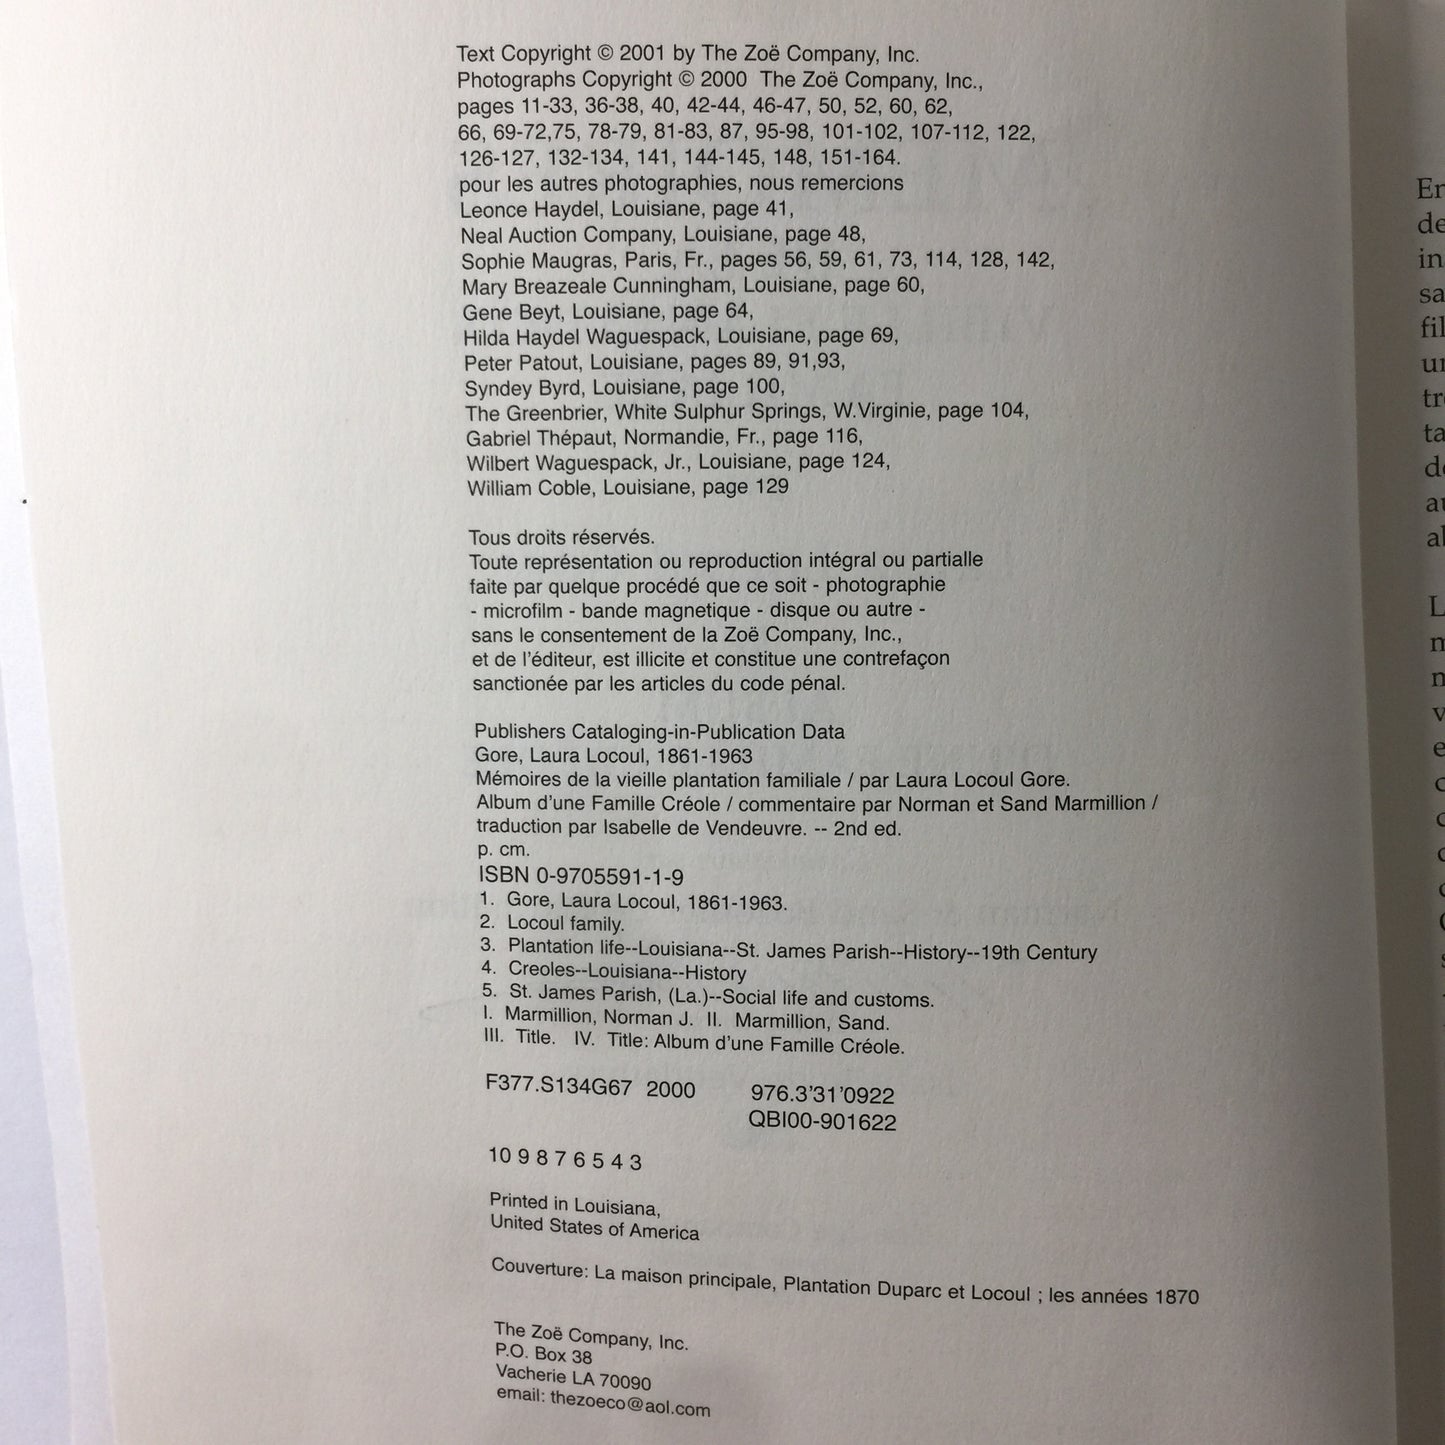 Text Copyright © 2001 by The Zoë Company, Inc.
Photographs Copyright © 2000 The Zoë Company, Inc.,
pages 11-33, 36-38, 40, 42-44, 46-47, 50, 52, 60, 62,
66, 69-72,75, 78-79, 81-83, 87, 95-98, 101-102, 107-112, 122,
126-127, 132-134, 141, 144-145, 148, 151-164.
pour les autres photographies, nous remercions
Leonce Haydel, Louisiane, page 41,
Neal Auction Company, Louisiane, page 48,
Sophie Maugras, Paris, Fr., pages 56, 59, 61, 73, 114, 128, 142,
Mary Breazeale Cunningham, Louisiane, page 60,
Gene Beyt, Louisiane, page 64,
Hilda Haydel Waguespack, Louisiane, page 69,
Peter Patout, Louisiane, pages 89, 91,93,
Syndey Byrd, Louisiane, page 100,
The Greenbrier, White Sulphur Springs, W.Virginie, page 104,
Gabriel Thépaut, Normandie, Fr., page 116,
Wilbert Waguespack, Jr., Louisiane, page 124,
William Coble, Louisiane, page 129
Tous droits réservés.
Toute représentation ou reproduction intégral ou partialle
faite par quelque procédé que ce soit - photographie
- microfilm - bande magnetique - disque ou autre -
sans le consentement de la Zoë Company, Inc.,
et de l'éditeur, est illicite et constitue une contrefaçon
sanctionée par les articles du code pénal.
Publishers Cataloging-in-Publication Data
Gore, Laura Locoul, 1861-1963
Mémoires de la vieille plantation familiale / par Laura Locoul Gore.
Album d'une Famille Créole / commentaire par Norman et Sand Marmillion /
traduction par Isabelle de Vendeuvre. -- 2nd ed.
p. cm.
ISBN 0-9705591-1-9
1. Gore, Laura Locoul, 1861-1963.
2. Locoul family.
3. Plantation life--Louisiana--St. James Parish--History--19th Century
4. Creoles--Louisiana--History
5. St. James Parish, (La.)--Social life and customs.
I. Marmillion, Norman J. II. Marmillion, Sand.
III. Title. IV. Title: Album d'une Famille Créole.
F377.S134G67 2000 976.3'31'0922
QBI00-901622
10 9 8 7 6 5 4 3
Printed in Louisiana,
United States of America
Couverture: La maison principale, Plantation Duparc et Locoul ; les années 1870
The Zoë Company, Inc.
P.O. Box 38
Vacherie LA 70090
email: thezoeco@aol.com